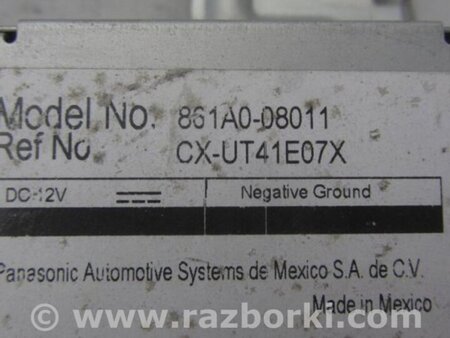 Model No. 861A0-08011
Ref No. CX-UT41E07X
DC-12V Negative Ground
Panasonic Automotive Systems de Mexico S.A. de C.V.
Made in Mexico
© www.razborki.com